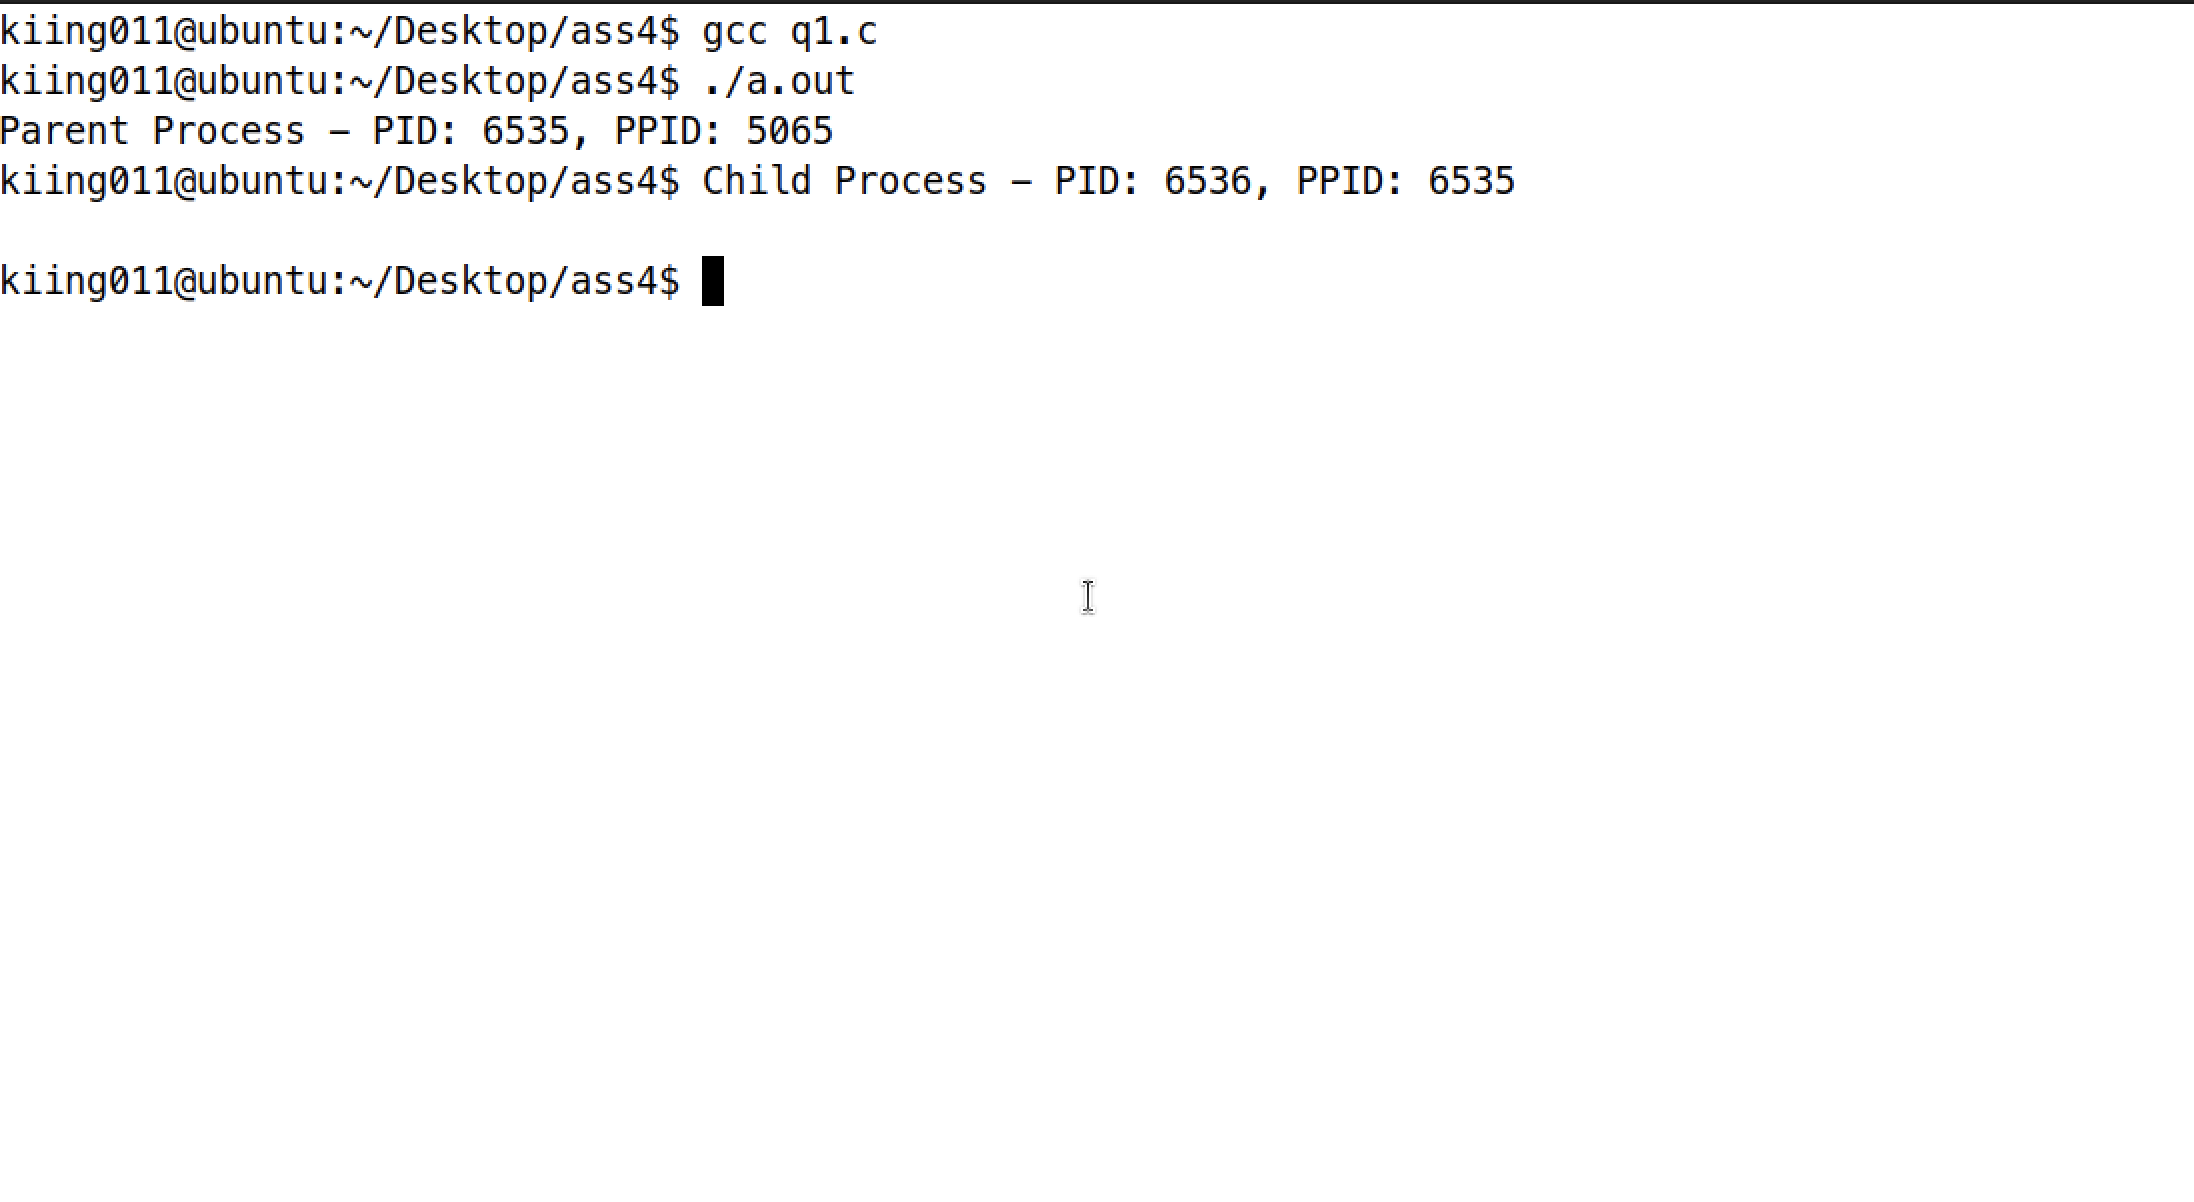 kiing011@ubuntu:~/Desktop/ass4$ gcc q1.c
kiing011@ubuntu:~/Desktop/ass4$ ./a.out
Parent Process – PID: 6535, PPID: 5065
kiing011@ubuntu:~/Desktop/ass4$ Child Process – PID: 6536, PPID: 6535
kiing011@ubuntu:~/Desktop/ass4$